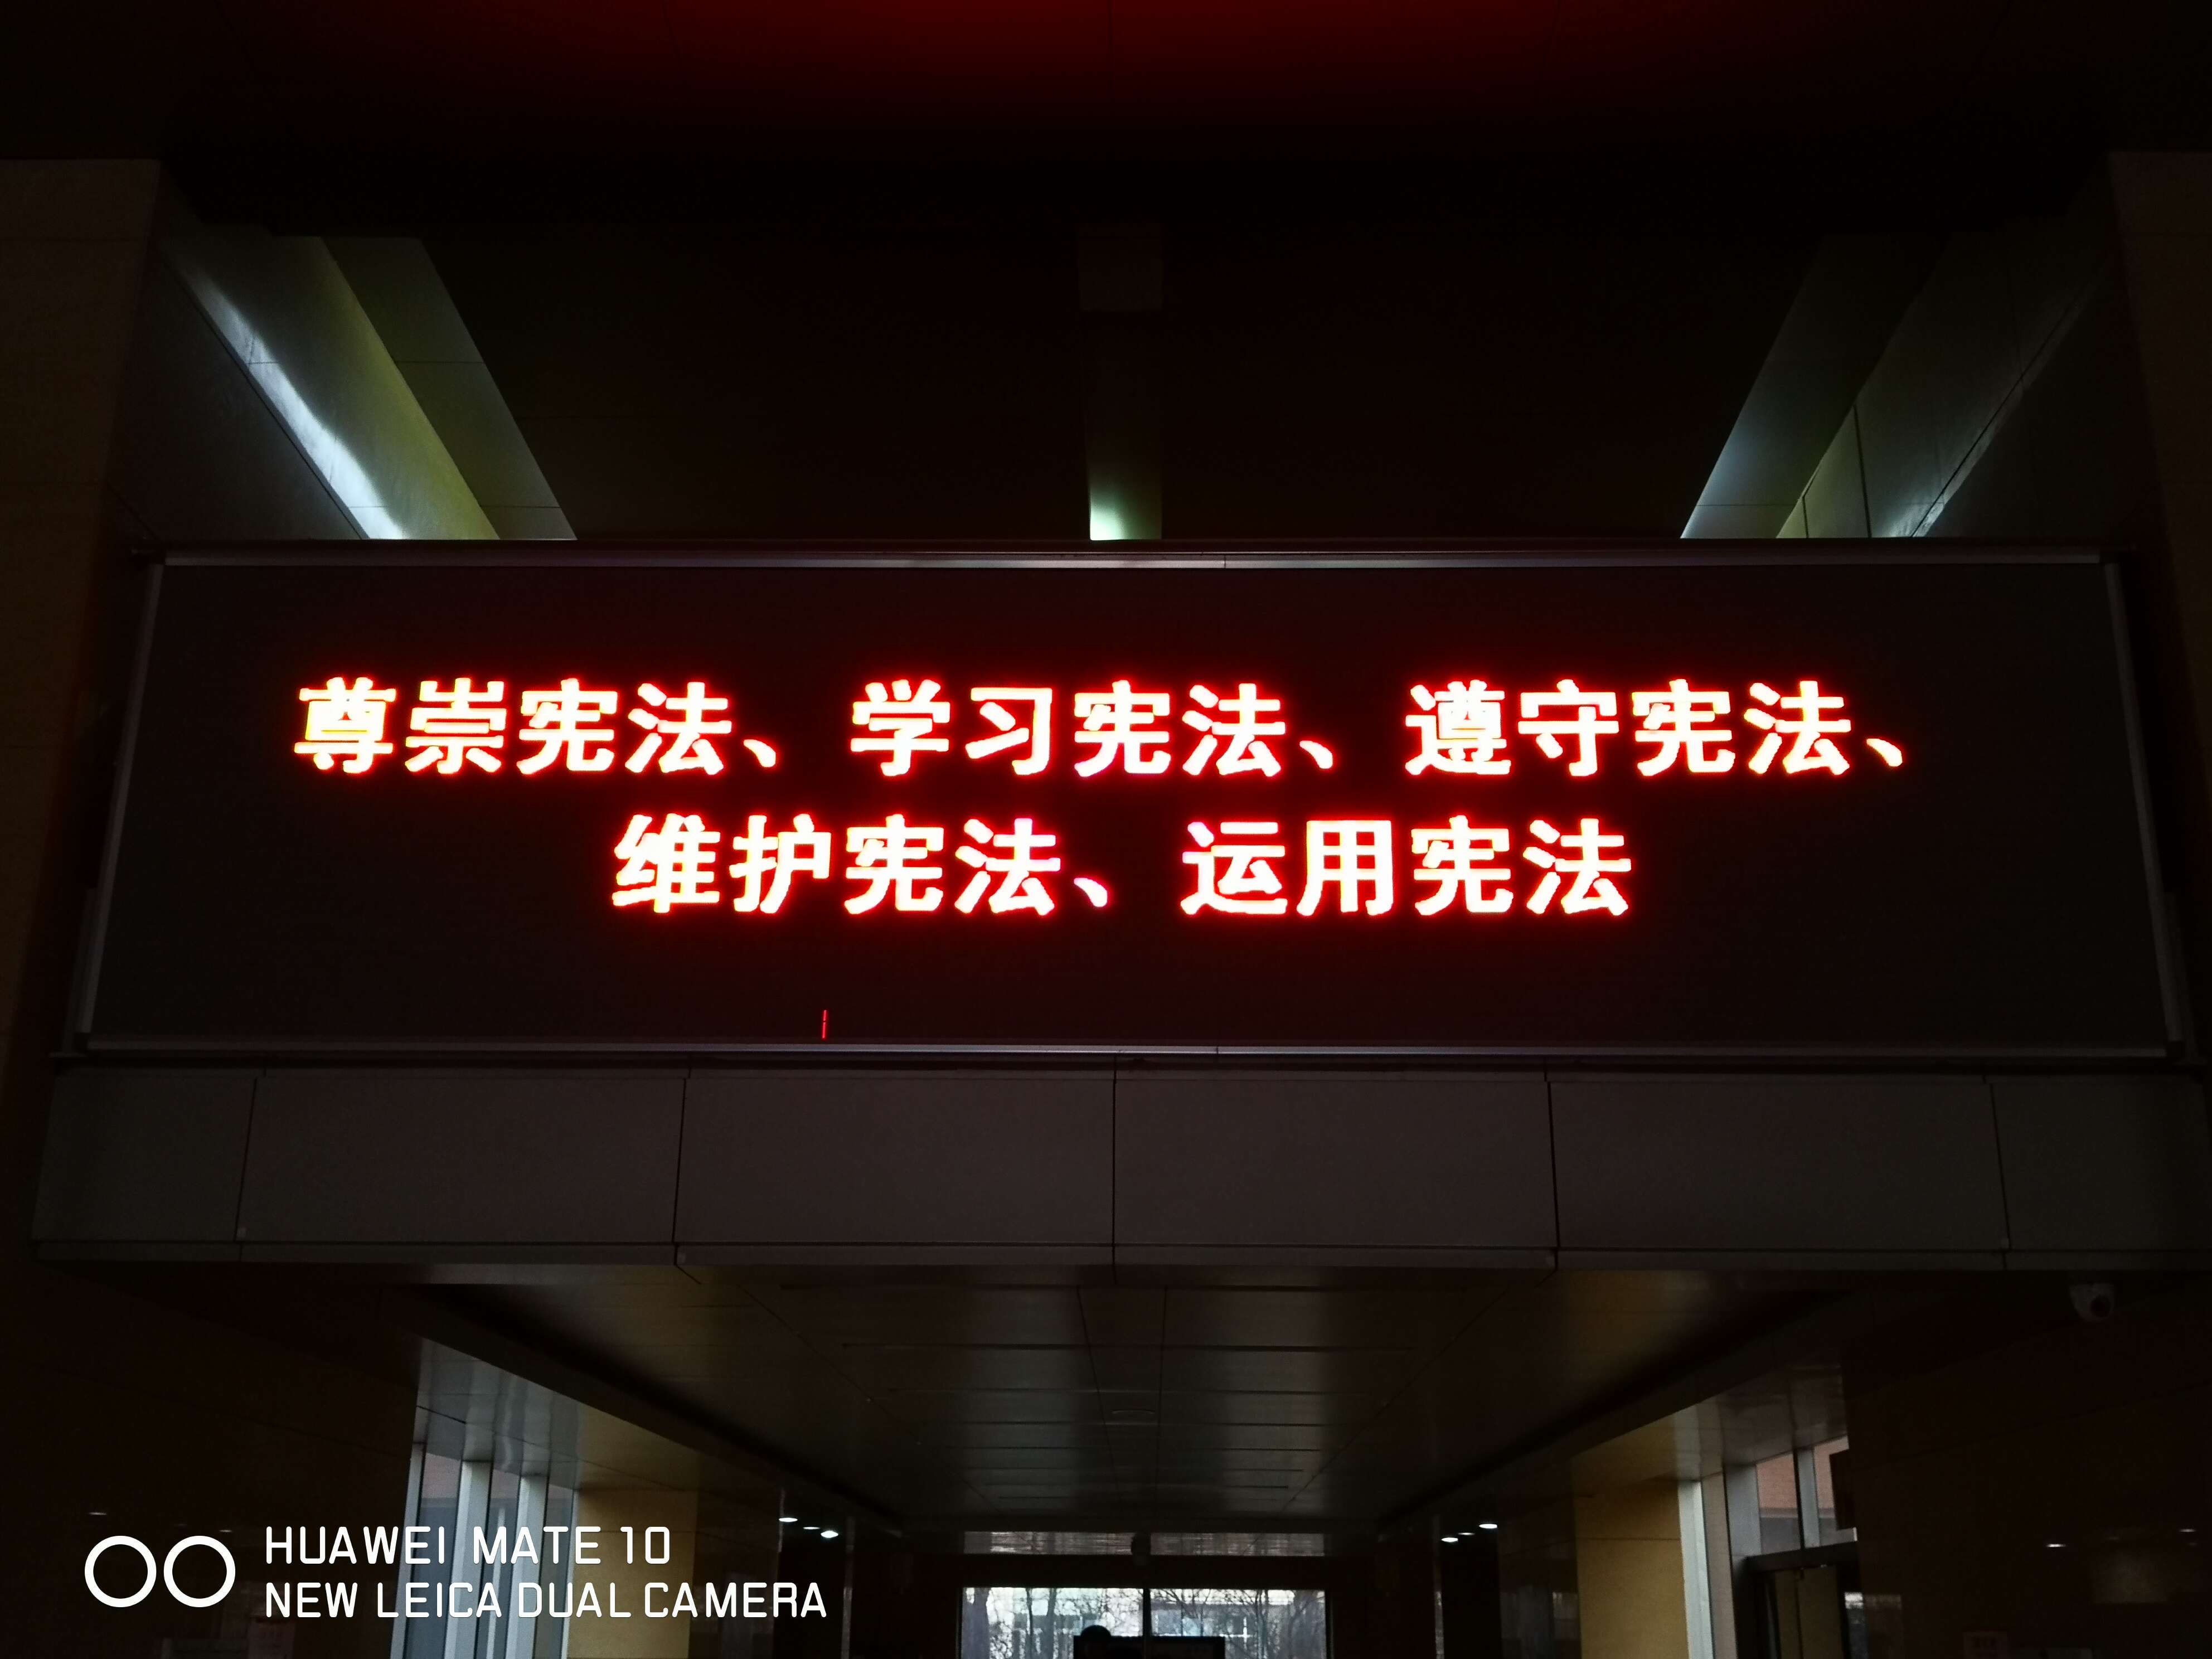 尊崇宪法、学习宪法、遵守宪法、
维护宪法、运用宪法
HUAWEI MATE 10
NEW LEICA DUAL CAMERA